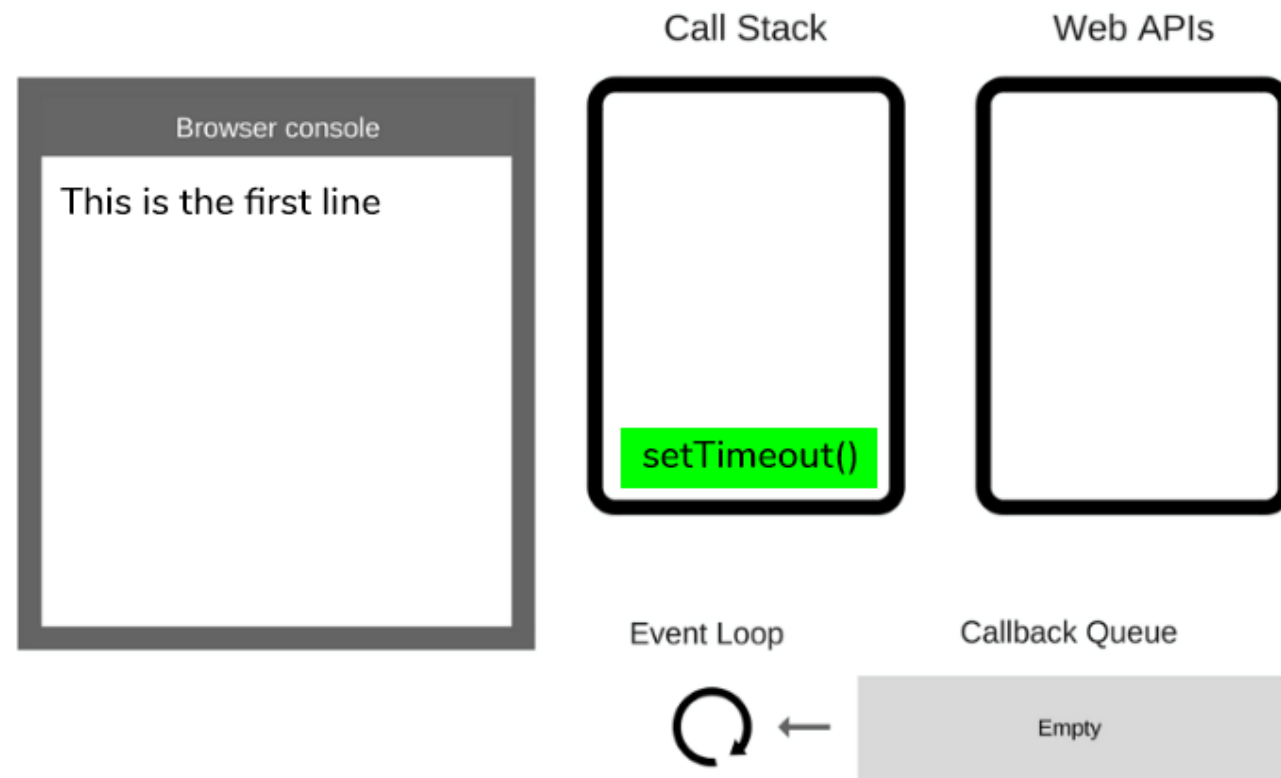 Call Stack
Web APIs
Browser console
This is the first line
setTimeout()
Event Loop
Callback Queue
Empty